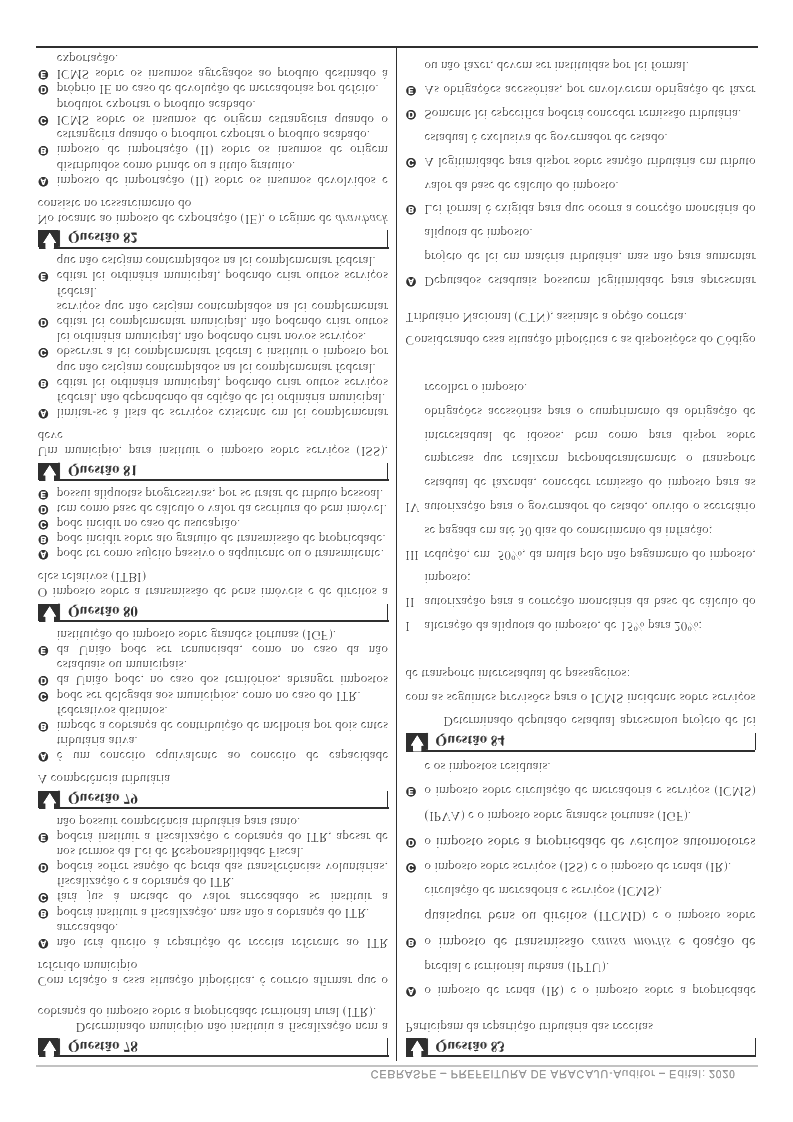 CEBRASPE – PREFEITURA DE ARACAJU-Auditor – Edital: 2020
Questão 78
Determinado município não instituiu a fiscalização nem a
cobrança do imposto sobre a propriedade territorial rural (ITR).
Com relação a essa situação hipotética, é correto afirmar que o
referido município
A não terá direito à repartição de receita referente ao ITR
arrecadado.
B poderá instituir a fiscalização, mas não a cobrança do ITR.
C fará jus à metade do valor arrecadado se instituir a
fiscalização e a cobrança do ITR.
D poderá sofrer sanção de perda das transferências voluntárias,
nos termos da Lei de Responsabilidade Fiscal.
E poderá instituir a fiscalização e cobrança do ITR, apesar de
não possuir competência tributária para tanto.
Questão 79
A competência tributária
A é um conceito equivalente ao conceito de capacidade
tributária ativa.
B impede a cobrança de contribuição de melhoria por dois entes
federativos distintos.
C pode ser delegada aos municípios, como no caso do ITR.
D da União pode, no caso dos territórios, abranger impostos
estaduais ou municipais.
E da União pode ser renunciada, como no caso da não
instituição do imposto sobre grandes fortunas (IGF).
Questão 80
O imposto sobre a transmissão de bens imóveis e de direitos a
eles relativos (ITBI)
A pode ter como sujeito passivo o adquirente ou o transmitente.
B pode incidir sobre ato gratuito de transmissão de propriedade.
C pode incidir no caso de usucapião.
D tem como base de cálculo o valor da escritura do bem imóvel.
E possui alíquotas progressivas, por se tratar de tributo pessoal.
Questão 81
Um município, para instituir o imposto sobre serviços (ISS),
deve
A limitar-se à lista de serviços existente em lei complementar
federal, não dependendo da edição de lei ordinária municipal.
B editar lei ordinária municipal, podendo criar outros serviços
que não estejam contemplados na lei complementar federal.
C observar a lei complementar federal e instituir o imposto por
lei ordinária municipal, não podendo criar novos serviços.
D editar lei complementar municipal, não podendo criar outros
serviços que não estejam contemplados na lei complementar
federal.
E editar lei ordinária municipal, podendo criar outros serviços
que não estejam contemplados na lei complementar federal.
Questão 82
No tocante ao imposto de exportação (IE), o regime de drawback
consiste no ressarcimento do
A imposto de importação (II) sobre os insumos devolvidos e
distribuídos como brinde ou a título gratuito.
B imposto de importação (II) sobre os insumos de origem
estrangeira quando o produtor exportar o produto acabado.
C ICMS sobre os insumos de origem estrangeira quando o
produtor exportar o produto acabado.
D próprio IE no caso de devolução de mercadorias por defeito.
E ICMS sobre os insumos agregados ao produto destinado à
exportação.
Questão 83
Participam da repartição tributária das receitas
A o imposto de renda (IR) e o imposto sobre a propriedade
predial e territorial urbana (IPTU).
B o imposto de transmissão causa mortis e doação de
quaisquer bens ou direitos (ITCMD) e o imposto sobre
circulação de mercadoria e serviços (ICMS).
C o imposto sobre serviços (ISS) e o imposto de renda (IR).
D o imposto sobre a propriedade de veículos automotores
(IPVA) e o imposto sobre grandes fortunas (IGF).
E o imposto sobre circulação de mercadoria e serviços (ICMS)
e os impostos residuais.
Questão 84
Determinado deputado estadual apresentou projeto de lei
com as seguintes previsões para o ICMS incidente sobre serviços
de transporte interestadual de passageiros:
I alteração da alíquota do imposto, de 15% para 20%;
II autorização para a correção monetária da base de cálculo do
imposto;
III redução, em 50%, da multa pelo não pagamento do imposto,
se pagada em até 30 dias do cometimento da infração;
IV autorização para o governador do estado, ouvido o secretário
estadual de fazenda, conceder remissão do imposto para as
empresas que realizem preponderantemente o transporte
interestadual de idosos, bem como para dispor sobre
obrigações acessórias para o cumprimento da obrigação de
recolher o imposto.
Considerando essa situação hipotética e as disposições do Código
Tributário Nacional (CTN), assinale a opção correta.
A Deputados estaduais possuem legitimidade para apresentar
projeto de lei em matéria tributária, mas não para aumentar
alíquota de imposto.
B Lei formal é exigida para que ocorra a correção monetária do
valor da base de cálculo do imposto.
C A legitimidade para dispor sobre sanção tributária em tributo
estadual é exclusiva de governador de estado.
D Somente lei específica poderá conceder remissão tributária.
E As obrigações acessórias, por envolverem obrigação de fazer
ou não fazer, devem ser instituídas por lei formal.